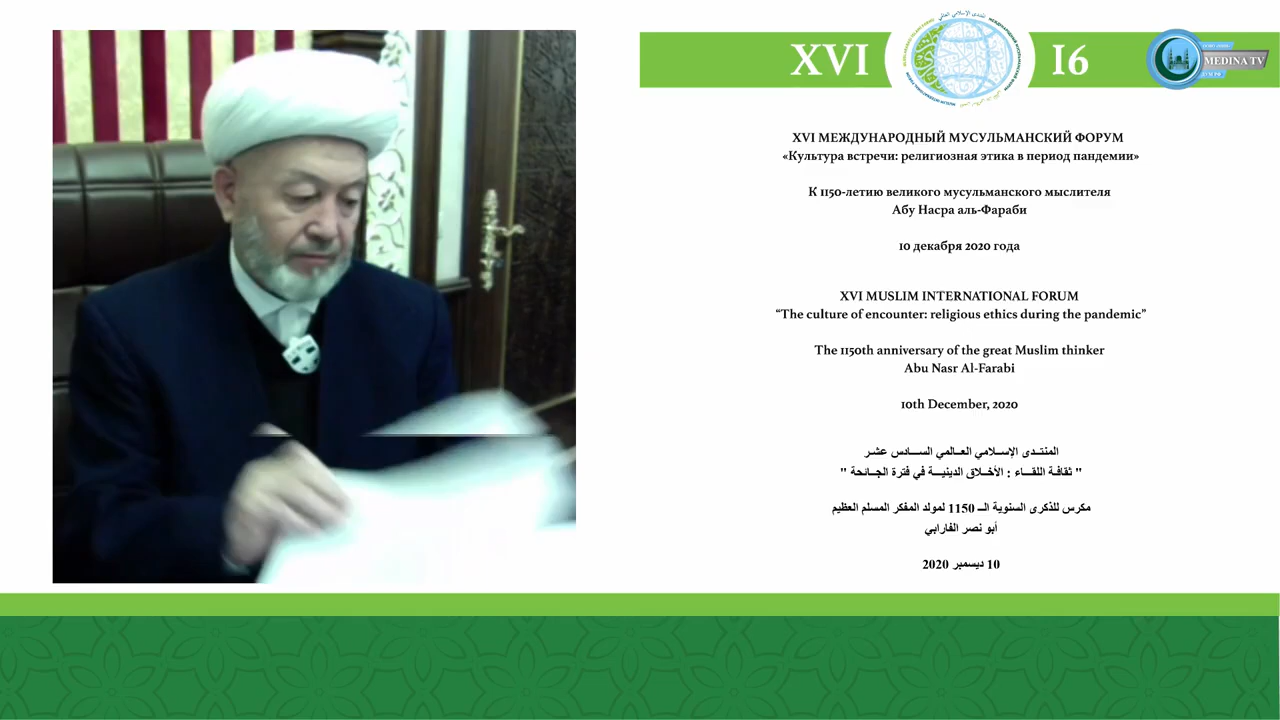 XVI
I6
MEDINA TV
XVI МЕЖДУНАРОДНЫЙ МУСУЛЬМАНСКИЙ ФОРУМ
«Культура встречи: религиозная этика в период пандемии»
К 1150-летию великого мусульманского мыслителя
Абу Насра аль-Фараби
10 декабря 2020 года
XVI MUSLIM INTERNATIONAL FORUM
“The culture of encounter: religious ethics during the pandemic”
The 1150th anniversary of the great Muslim thinker
Abu Nasr Al-Farabi
10th December, 2020
المنتـدى الإسـلامي العـالمي السـادس عشـر
" ثقافـة اللقـاء : الأخـلاق الدينيـة في فترة الجـائحة "
مكرس للذكرى السنوية الـ 1150 لمولد المفكر المسلم العظيم
أبو نصر الفارابي
10 ديسمبر 2020